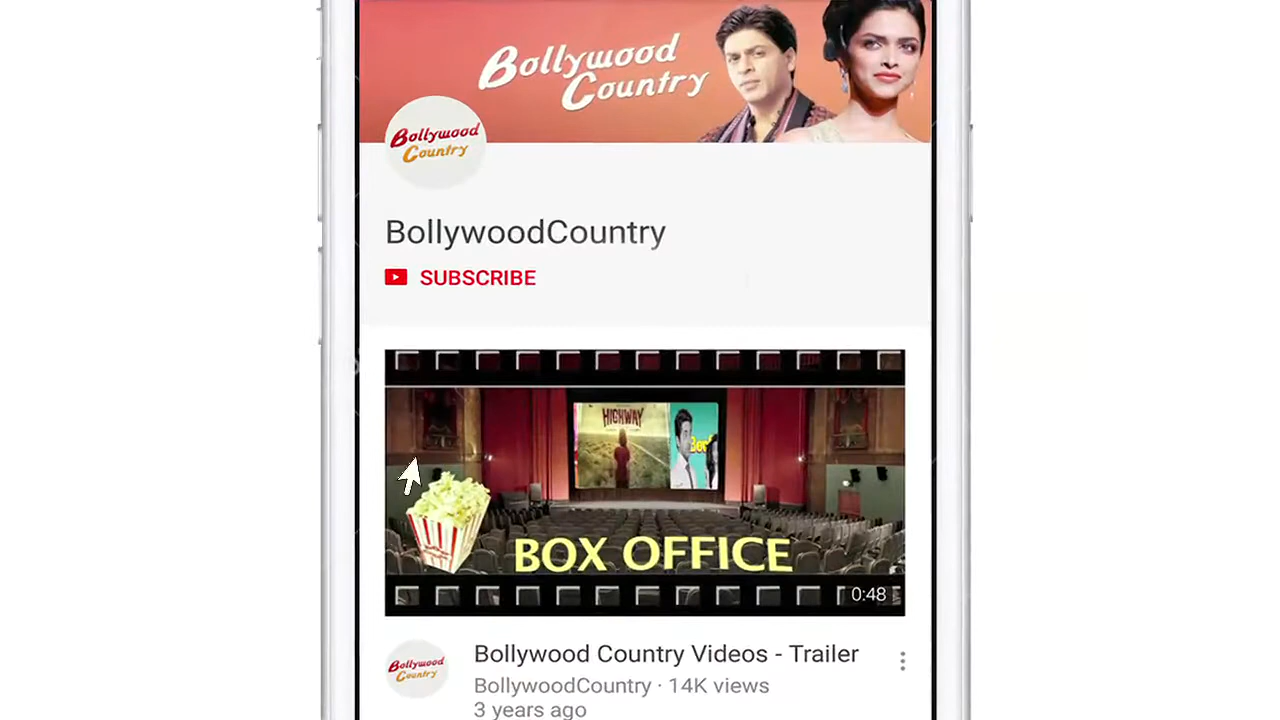 Bollywood
Country
Bollywood
Country
BollywoodCountry
SUBSCRIBE
HIGHWAY
BOX OFFICE
0:48
Bollywood Country Videos - Trailer
Bollywood
Country
BollywoodCountry · 14K views
3 years ago